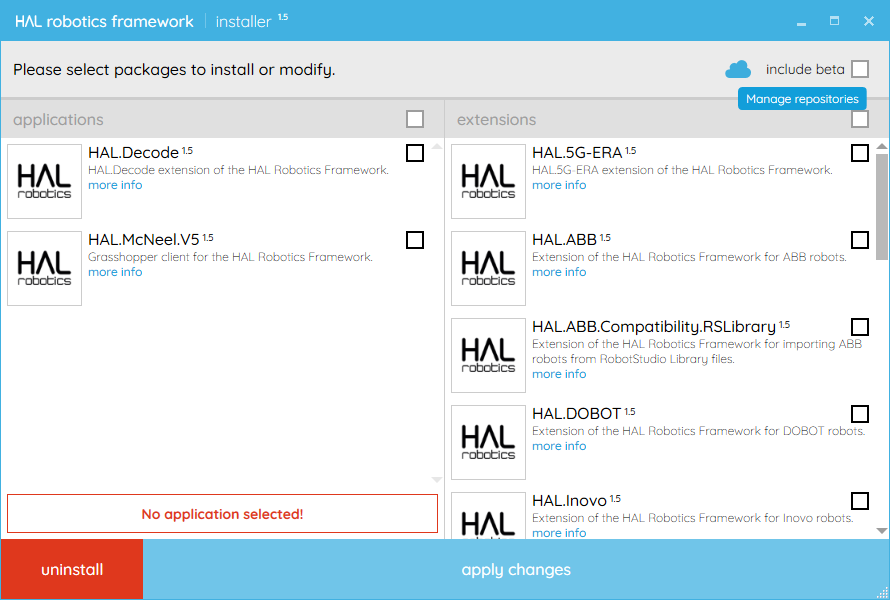 HAL robotics framework installer 1.5
Please select packages to install or modify.
include beta
Manage repositories
applications
HAL robotics
HAL.Decode 1.5
HAL.Decode extension of the HAL Robotics Framework.
more info
HAL robotics
HAL.McNeel.V5 1.5
Grasshopper client for the HAL Robotics Framework.
more info
No application selected!
extensions
HAL robotics
HAL.5G-ERA 1.5
HAL.5G-ERA extension of the HAL Robotics Framework.
more info
HAL robotics
HAL.ABB 1.5
Extension of the HAL Robotics Framework for ABB robots.
more info
HAL robotics
HAL.ABB.Compatibility.RSLibrary 1.5
Extension of the HAL Robotics Framework for importing ABB
robots from RobotStudio Library files.
more info
HAL robotics
HAL.DOBOT 1.5
Extension of the HAL Robotics Framework for DOBOT robots.
more info
HAL
HAL.Inovo 1.5
Extension of the HAL Robotics Framework for Inovo robots.
more info
uninstall
apply changes